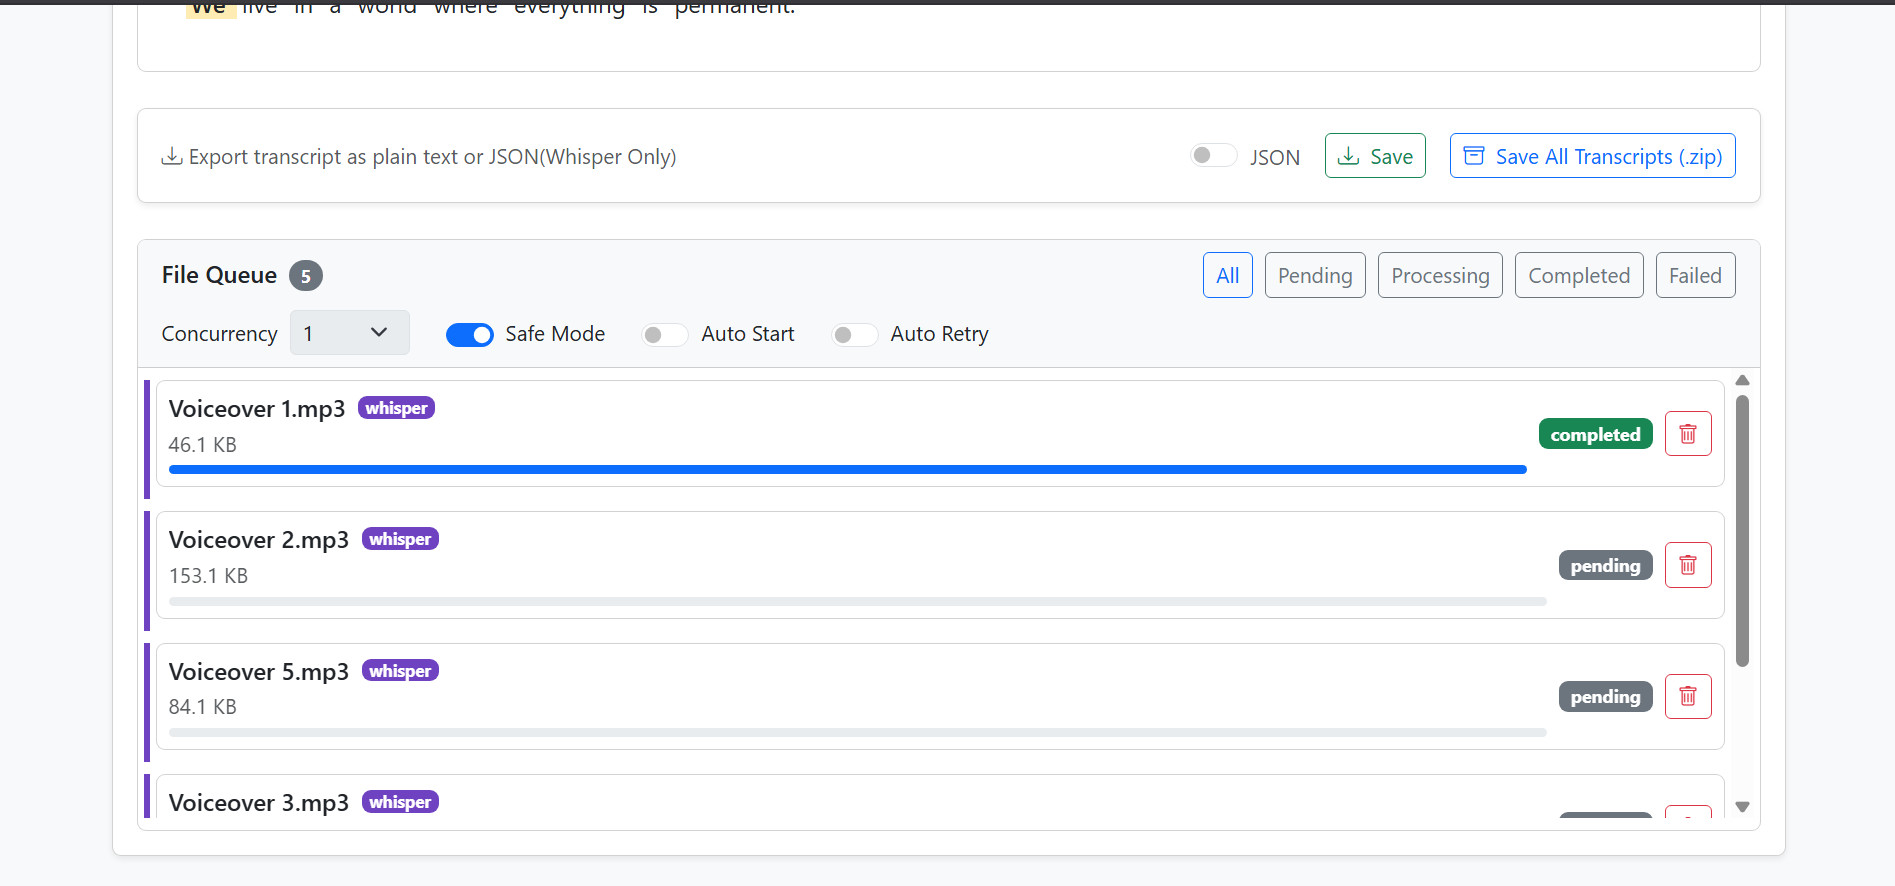 We live in a world where everything is permanent.
Export transcript as plain text or JSON(Whisper Only)
JSON
Save
Save All Transcripts (.zip)
File Queue 5
All
Pending
Processing
Completed
Failed
Concurrency 1
Safe Mode
Auto Start
Auto Retry
Voiceover 1.mp3 whisper
46.1 KB
completed
Voiceover 2.mp3 whisper
153.1 KB
pending
Voiceover 5.mp3 whisper
84.1 KB
pending
Voiceover 3.mp3 whisper